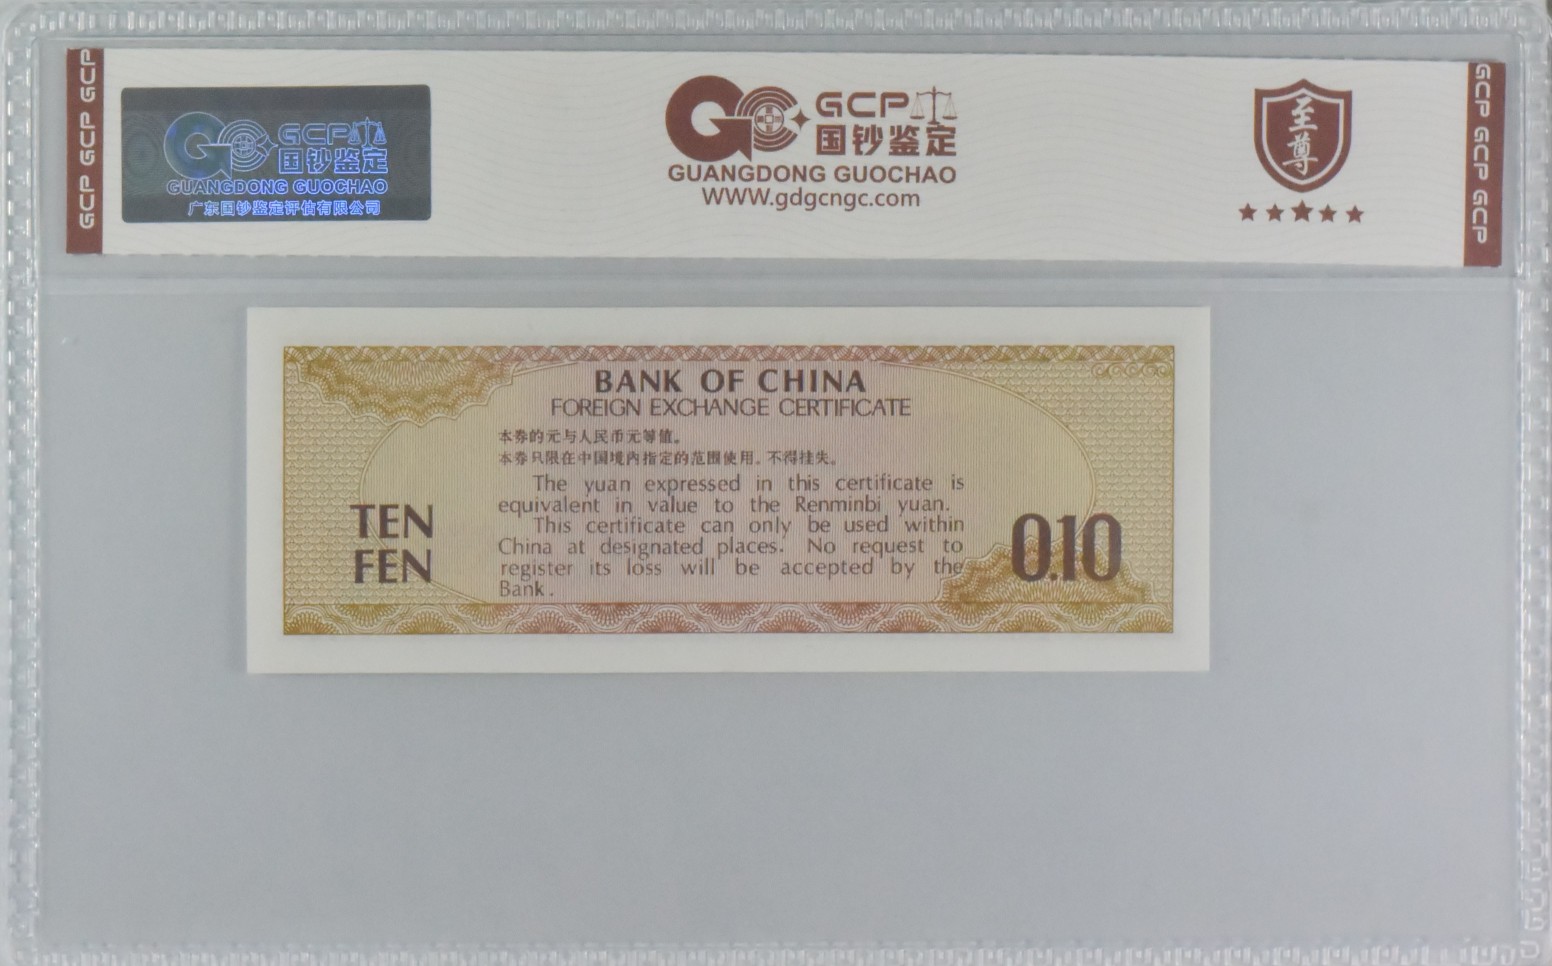 GCP GCP GCP
GCP
国钞鉴定
GUANGDONG GUOCHAO
广东国钞鉴定评估有限公司
GCP
国钞鉴定
GUANGDONG GUOCHAO
WWW.gdgcngc.com
至尊
GCP GCP GCP
BANK OF CHINA
FOREIGN EXCHANGE CERTIFICATE
本券的元与人民币元等值。
本券只限在中国境内指定的范围使用。不得挂失。
The yuan expressed in this certificate is
equivalent in value to the Renminbi yuan.
This certificate can only be used within
China at designated places. No request to
register its loss will be accepted by the
Bank.
TEN
FEN
0.10